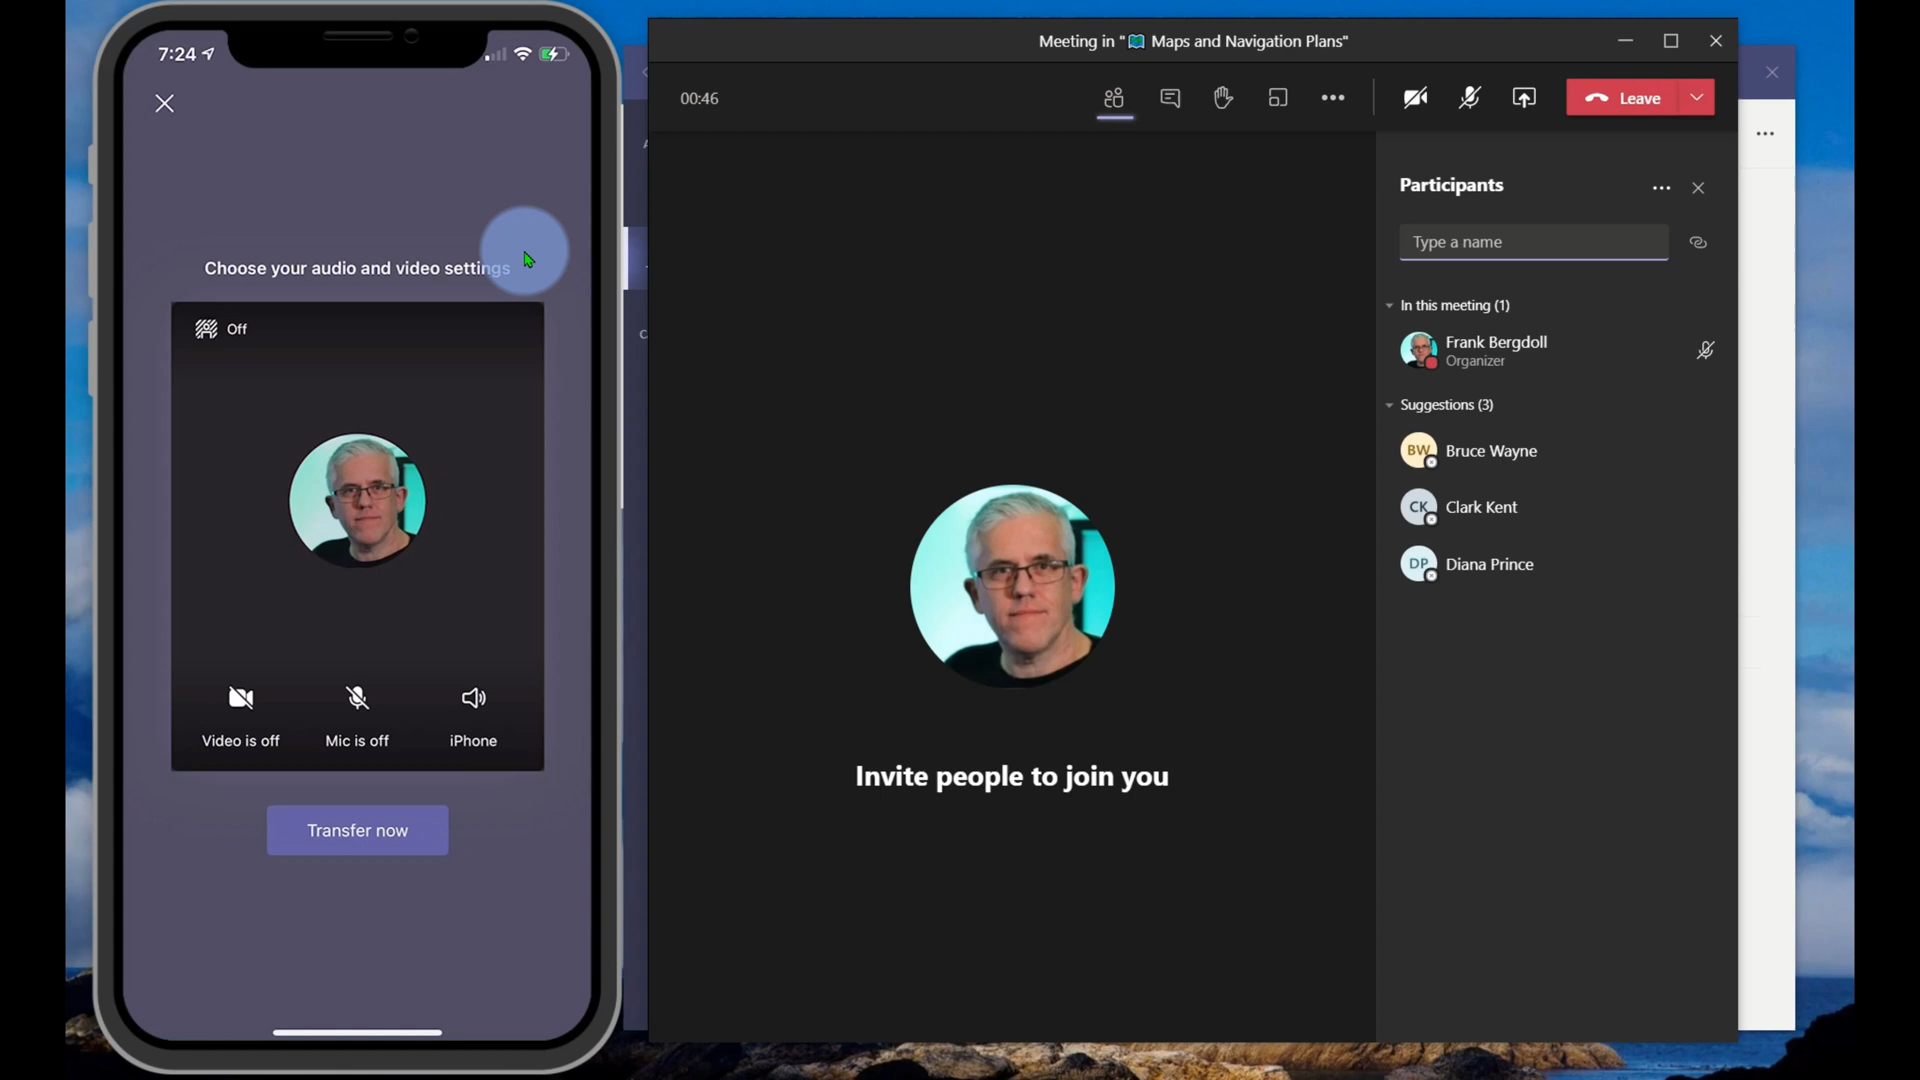 7:24
Choose your audio and video settings
Off
Video is off
Mic is off
iPhone
Transfer now
Meeting in "Maps and Navigation Plans"
00:46
Leave
Participants
Type a name
In this meeting (1)
Frank Bergdoll
Organizer
Suggestions (3)
BW
Bruce Wayne
CK
Clark Kent
DP
Diana Prince
Invite people to join you